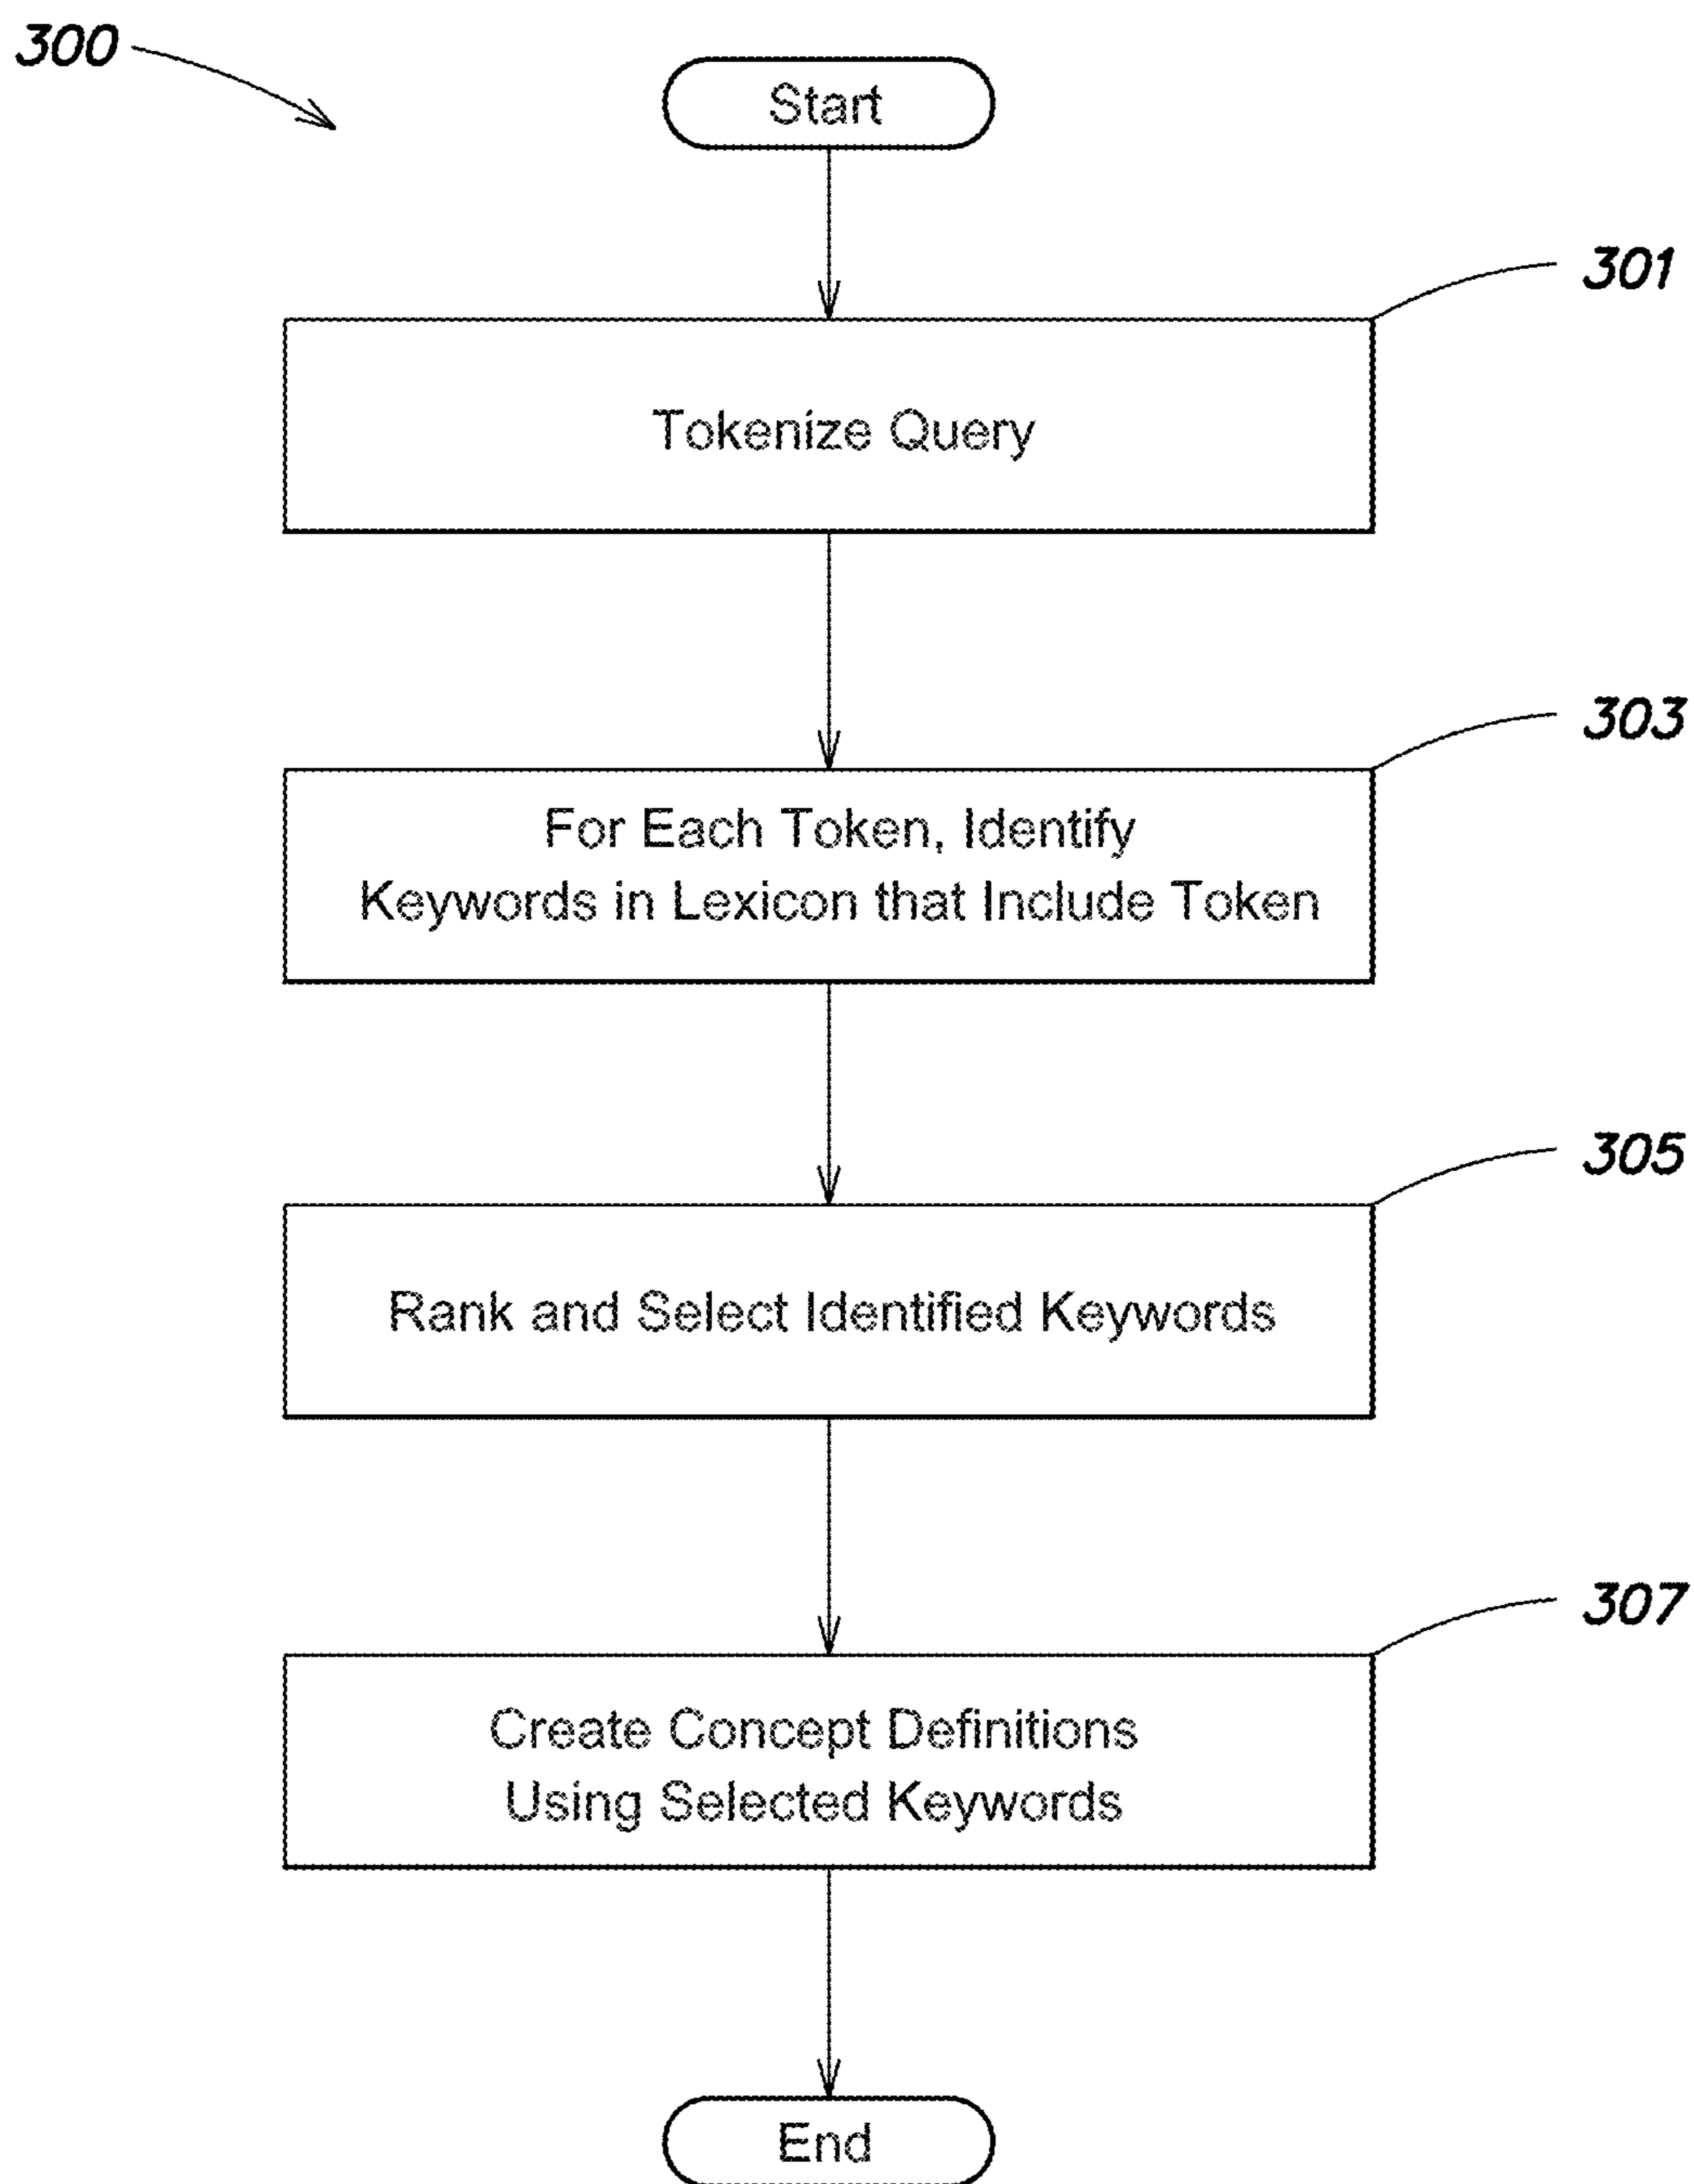 300
Start
301
Tokenize Query
303
For Each Token, Identify
Keywords in Lexicon that Include Token
305
Rank and Select Identified Keywords
307
Create Concept Definitions
Using Selected Keywords
End